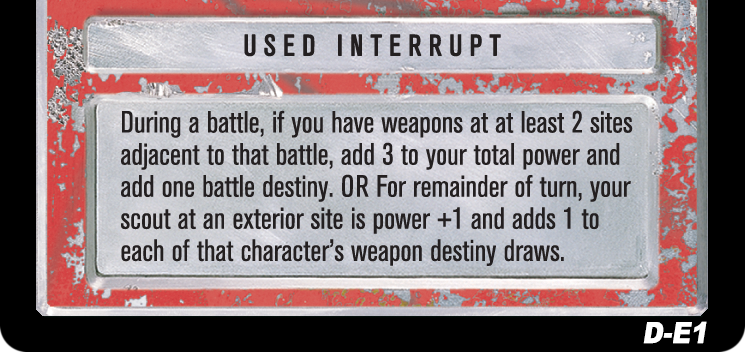 USED INTERRUPT
During a battle, if you have weapons at at least 2 sites
adjacent to that battle, add 3 to your total power and
add one battle destiny. OR For remainder of turn, your
scout at an exterior site is power +1 and adds 1 to
each of that character's weapon destiny draws.
D-E1